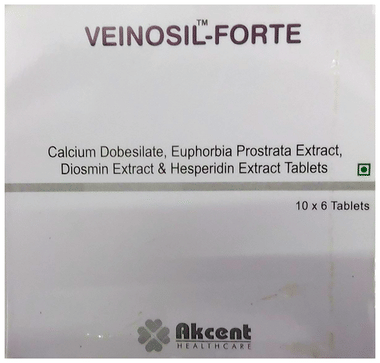 VEINOSIL™-FORTE
Calcium Dobesilate, Euphorbia Prostrata Extract,
Diosmin Extract & Hesperidin Extract Tablets
10 x 6 Tablets
Akcent
HEALTHCARE